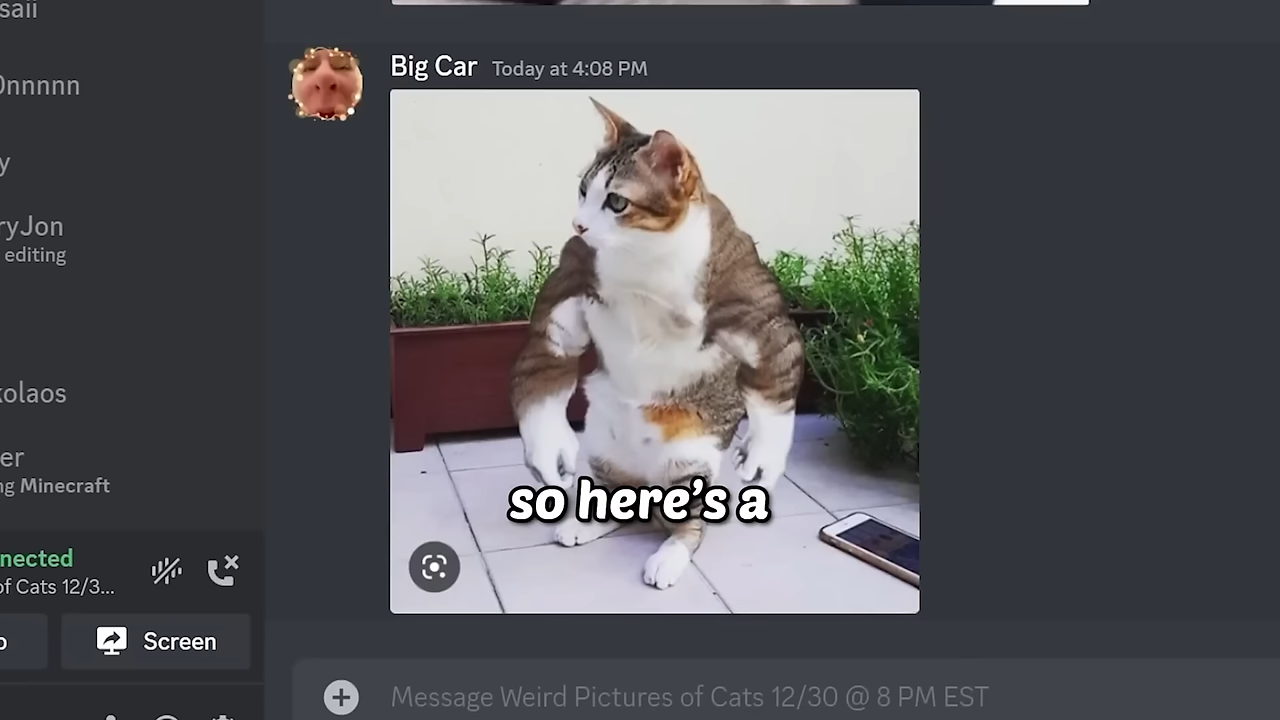 saii
Onnnnn
y
ryJon
editing
kolaos
er
ng Minecraft
nnected
of Cats 12/3...
Screen
Big Car Today at 4:08 PM
so here's a
Message Weird Pictures of Cats 12/30 @ 8 PM EST